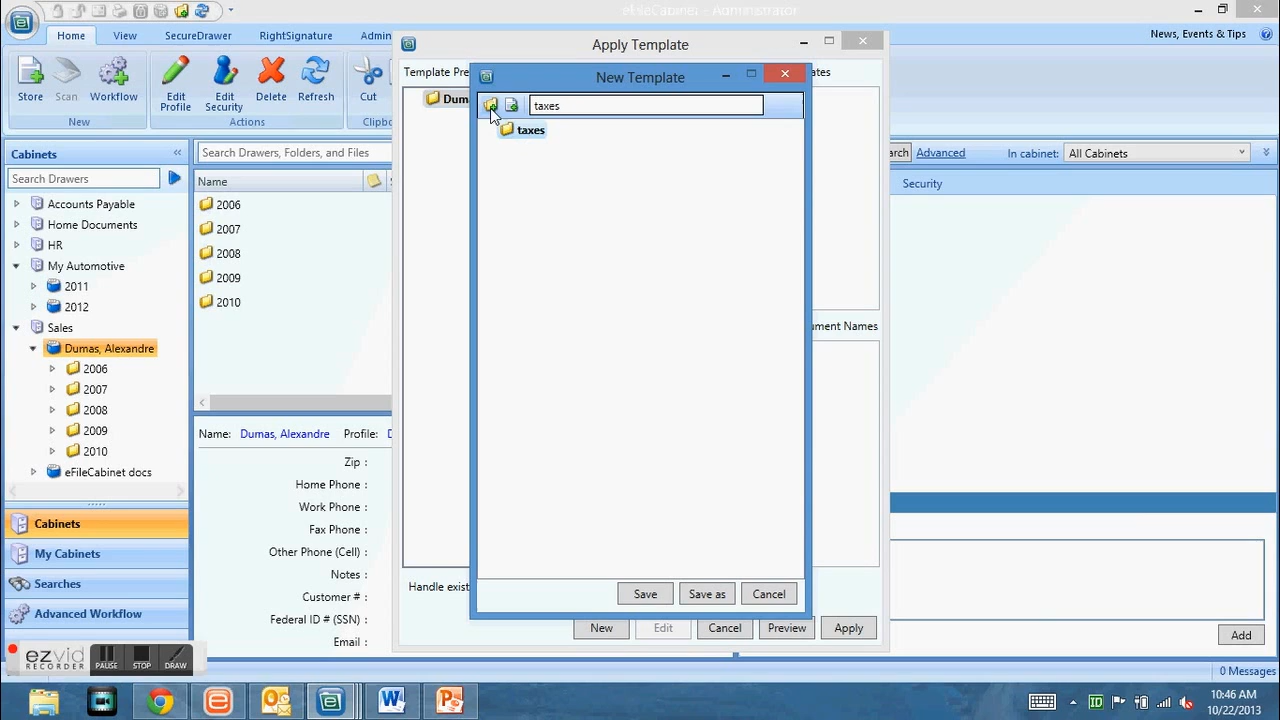 eFileCabinet - Administrator
Home
View
SecureDrawer
RightSignature
Admin
News, Events & Tips
Store
Scan
Workflow
New
Edit Profile
Edit Security
Delete
Refresh
Actions
Cut
Clipb
Apply Template
Template Pre
ates
Duma
New Template
taxes
taxes
Cabinets
Search Drawers
Accounts Payable
Home Documents
HR
My Automotive
2011
2012
Sales
Dumas, Alexandre
2006
2007
2008
2009
2010
eFileCabinet docs
Search Drawers, Folders, and Files
arch
Advanced
In cabinet:
All Cabinets
Name
Security
2006
2007
2008
2009
2010
ument Names
Name: Dumas, Alexandre Profile: D
Zip :
Home Phone :
Work Phone :
Fax Phone :
Other Phone (Cell) :
Notes :
Customer # :
Federal ID # (SSN) :
Email :
Handle exist
Save
Save as
Cancel
New
Edit
Cancel
Preview
Apply
Add
Cabinets
My Cabinets
Searches
Advanced Workflow
ezvid
RECORDER
PAUSE
STOP
DRAW
0 Messages
10:46 AM
10/22/2013